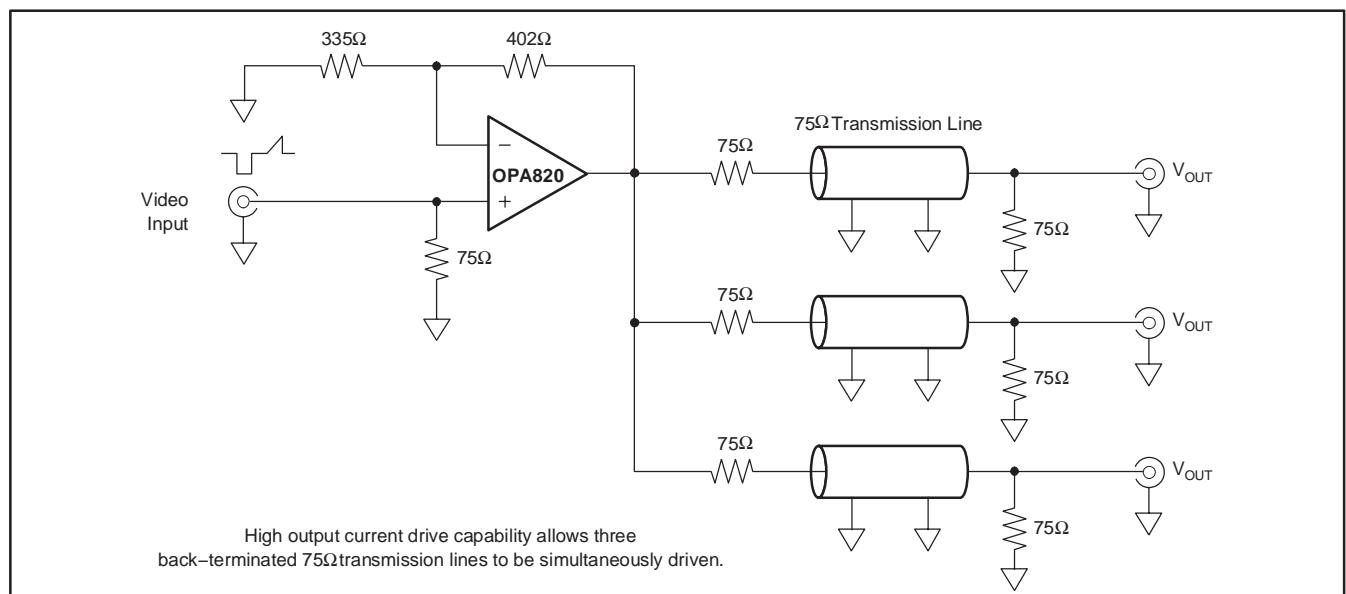 335Ω
402Ω
75Ω Transmission Line
75Ω
−
OPA820
+
Video
Input
75Ω
V_OUT
75Ω
75Ω
V_OUT
75Ω
75Ω
V_OUT
75Ω
High output current drive capability allows three
back−terminated 75Ω transmission lines to be simultaneously driven.